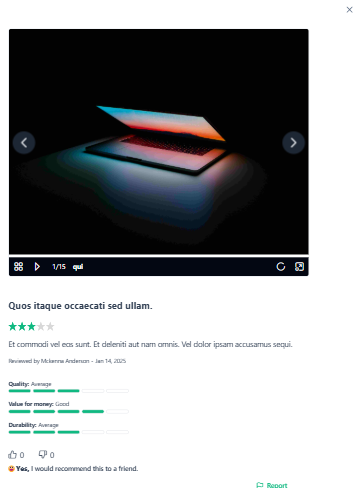 1/15 qui
Quos itaque occaecati sed ullam.
Et commodi vel eos sunt. Et deleniti aut nam omnis. Vel dolor ipsam accusamus sequi.
Reviewed by Mckenna Anderson - Jan 14, 2025
Quality: Average
Value for money: Good
Durability: Average
0 0
Yes, I would recommend this to a friend.
Report